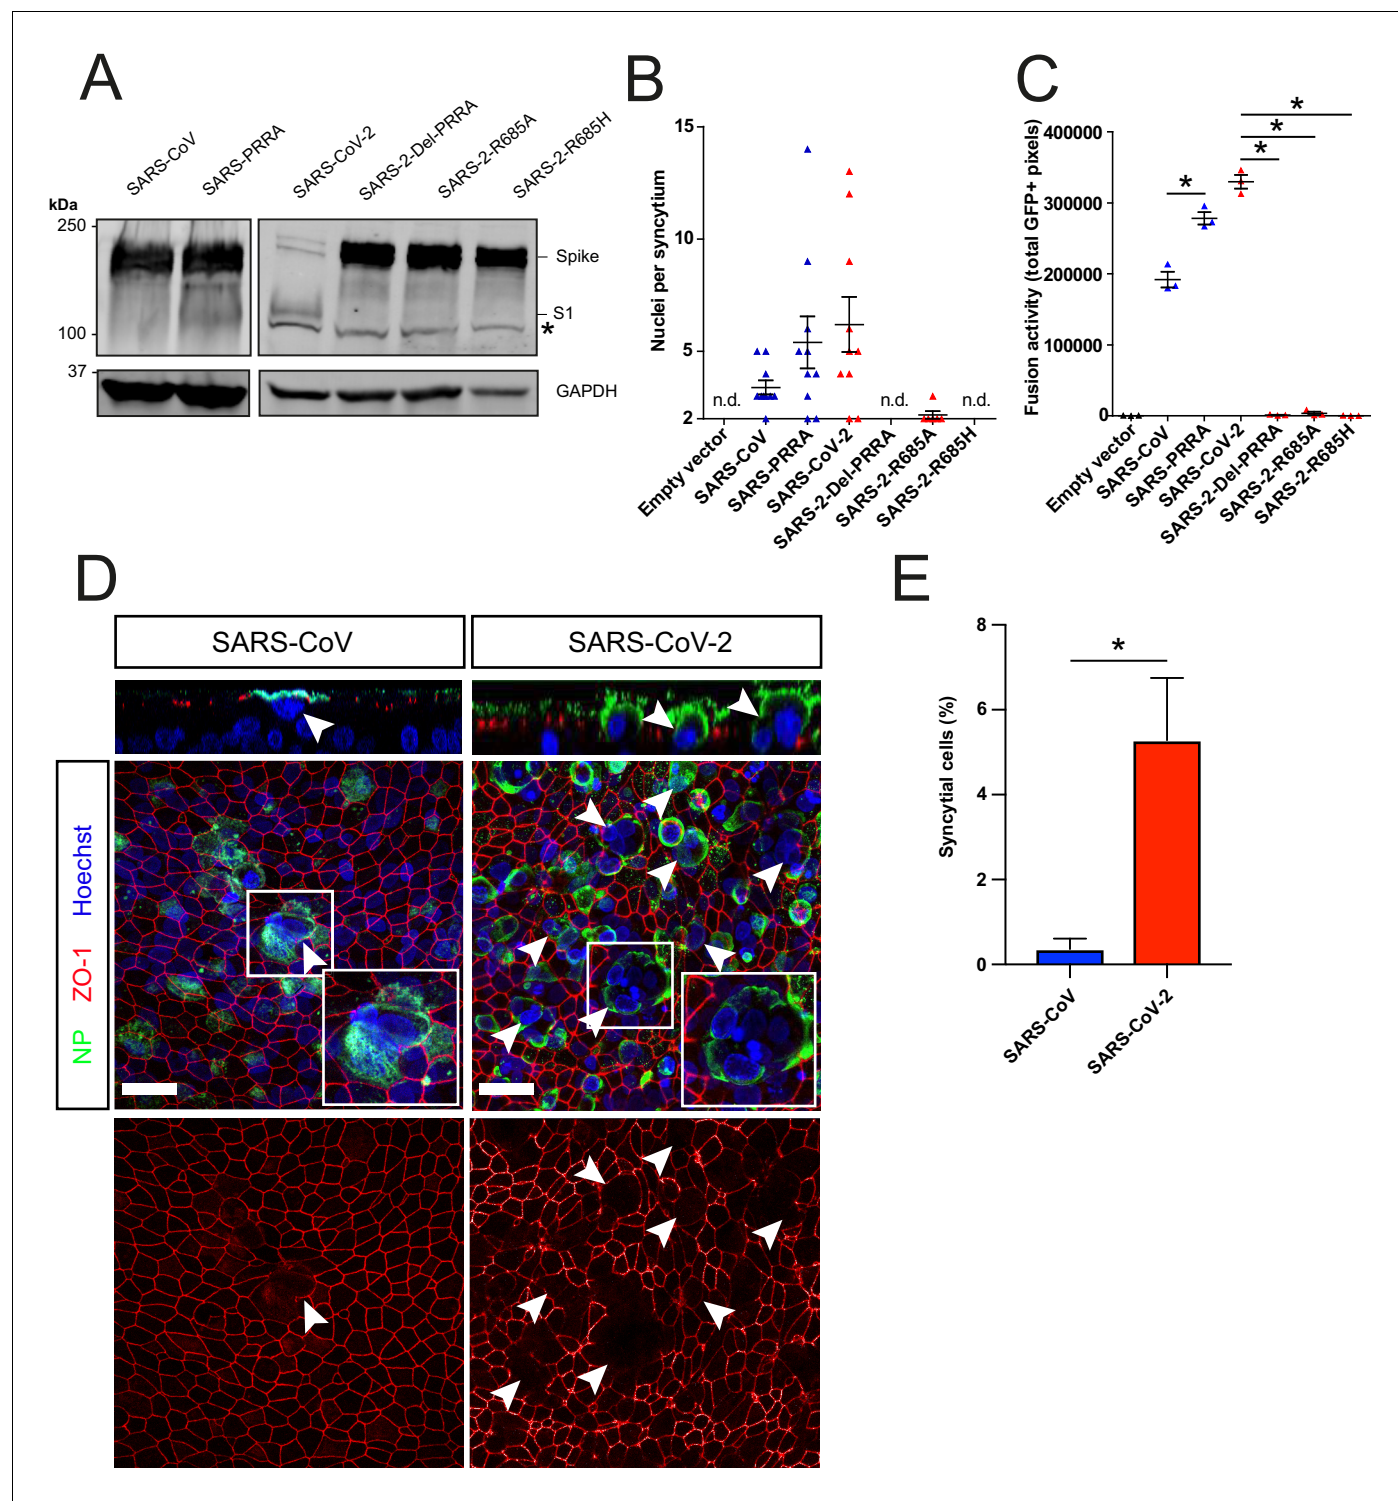 A
SARS-CoV
SARS-PRRA
SARS-CoV-2
SARS-2-Del-PRRA
SARS-2-R685A
SARS-2-R685H
kDa
250
100
37
Spike
S1
*
GAPDH
B
Nuclei per syncytium
15
10
5
2
n.d.
n.d.
n.d.
Empty vector
SARS-CoV
SARS-PRRA
SARS-CoV-2
SARS-2-Del-PRRA
SARS-2-R685A
SARS-2-R685H
C
Fusion activity (total GFP+ pixels)
400000
300000
200000
100000
0
*
*
*
*
Empty vector
SARS-CoV
SARS-PRRA
SARS-CoV-2
SARS-2-Del-PRRA
SARS-2-R685A
SARS-2-R685H
D
SARS-CoV
SARS-CoV-2
NP ZO-1 Hoechst
E
Syncytial cells (%)
8
6
4
2
0
*
SARS-CoV
SARS-CoV-2